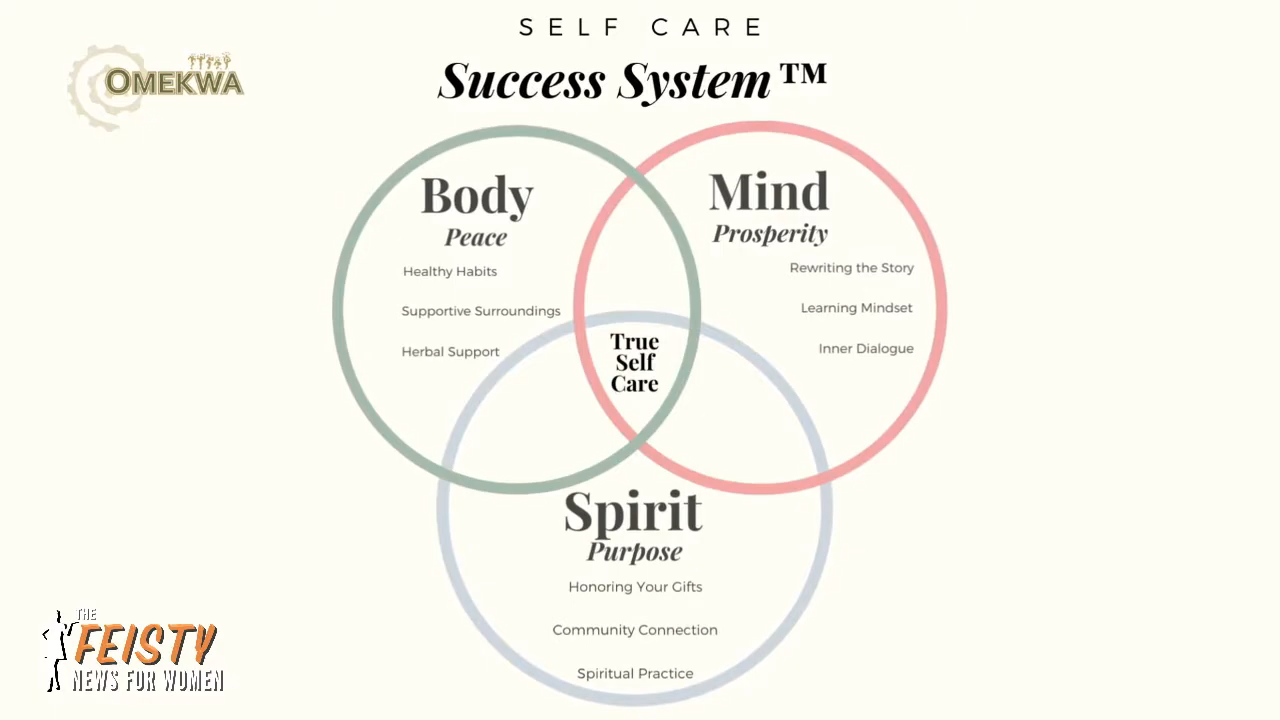 SELF CARE
Success System™
OMEKWA
Body
Peace
Healthy Habits
Supportive Surroundings
Herbal Support
Mind
Prosperity
Rewriting the Story
Learning Mindset
Inner Dialogue
True
Self
Care
Spirit
Purpose
Honoring Your Gifts
Community Connection
Spiritual Practice
THE
FEISTY
NEWS FOR WOMEN